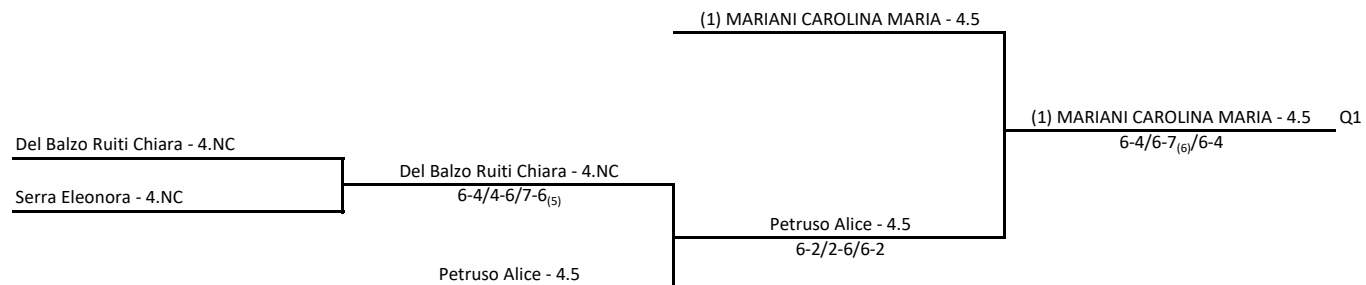 (1) MARIANI CAROLINA MARIA - 4.5
(1) MARIANI CAROLINA MARIA - 4.5 Q1
6-4/6-7(6)/6-4
Del Balzo Ruiti Chiara - 4.NC
Del Balzo Ruiti Chiara - 4.NC
6-4/4-6/7-6(5)
Serra Eleonora - 4.NC
Petruso Alice - 4.5
6-2/2-6/6-2
Petruso Alice - 4.5